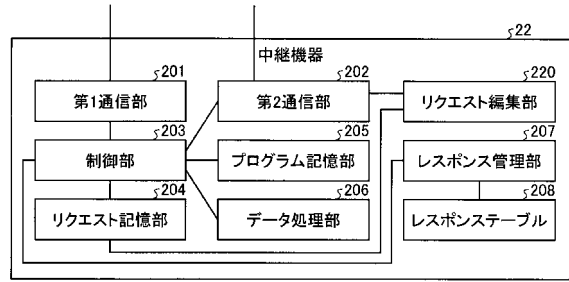 22
中継機器
201
202
220
第1通信部
第2通信部
リクエスト編集部
203
205
207
制御部
プログラム記憶部
レスポンス管理部
204
206
208
リクエスト記憶部
データ処理部
レスポンステーブル